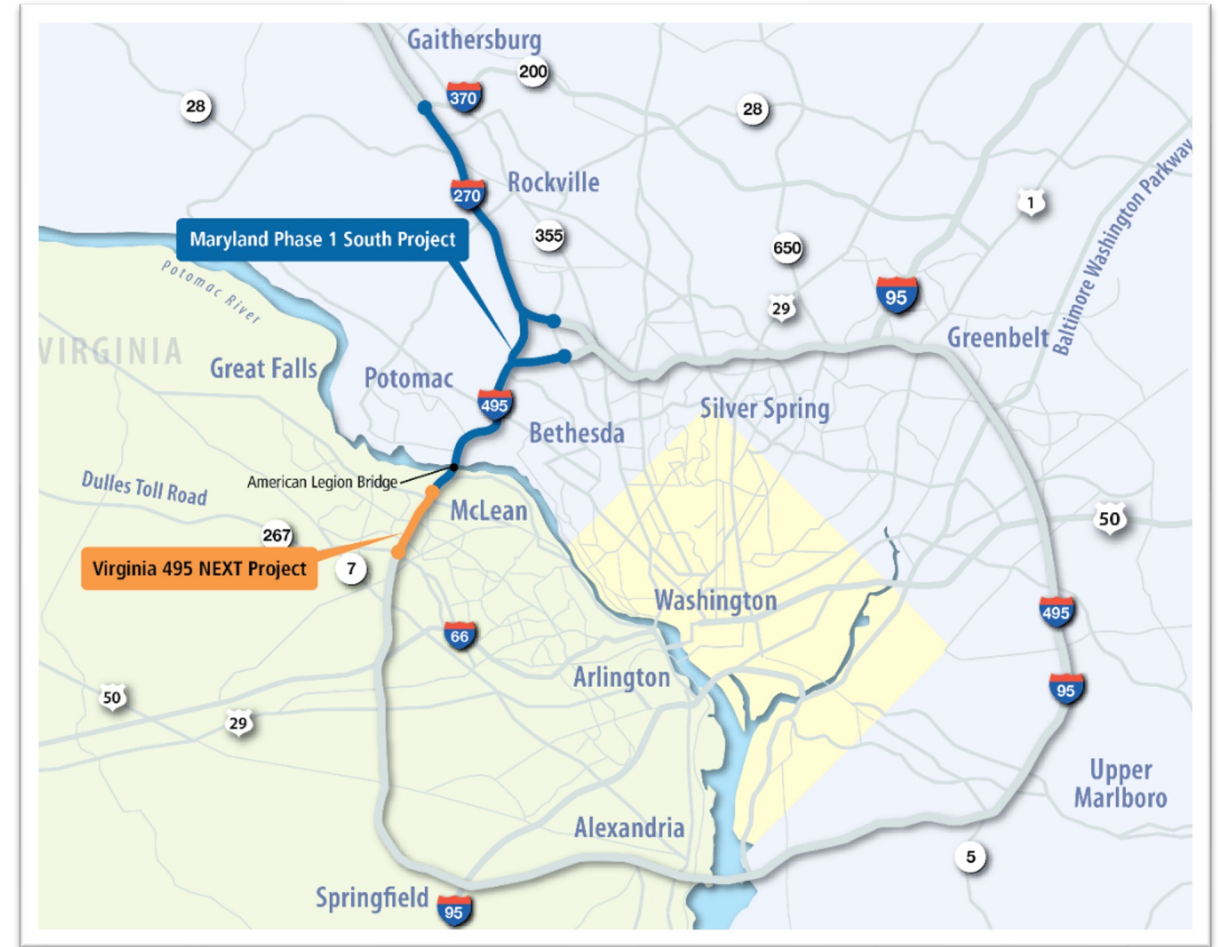 Gaithersburg
200
370
28
28
Rockville
270
1
Baltimore Washington Parkway
355
Maryland Phase 1 South Project
650
Potomac River
29
95
Greenbelt
VIRGINIA
Great Falls
Potomac
495
Silver Spring
Bethesda
American Legion Bridge
Dulles Toll Road
McLean
50
267
Virginia 495 NEXT Project
7
Washington
495
66
Arlington
95
50
29
Upper
Marlboro
Alexandria
5
Springfield
95